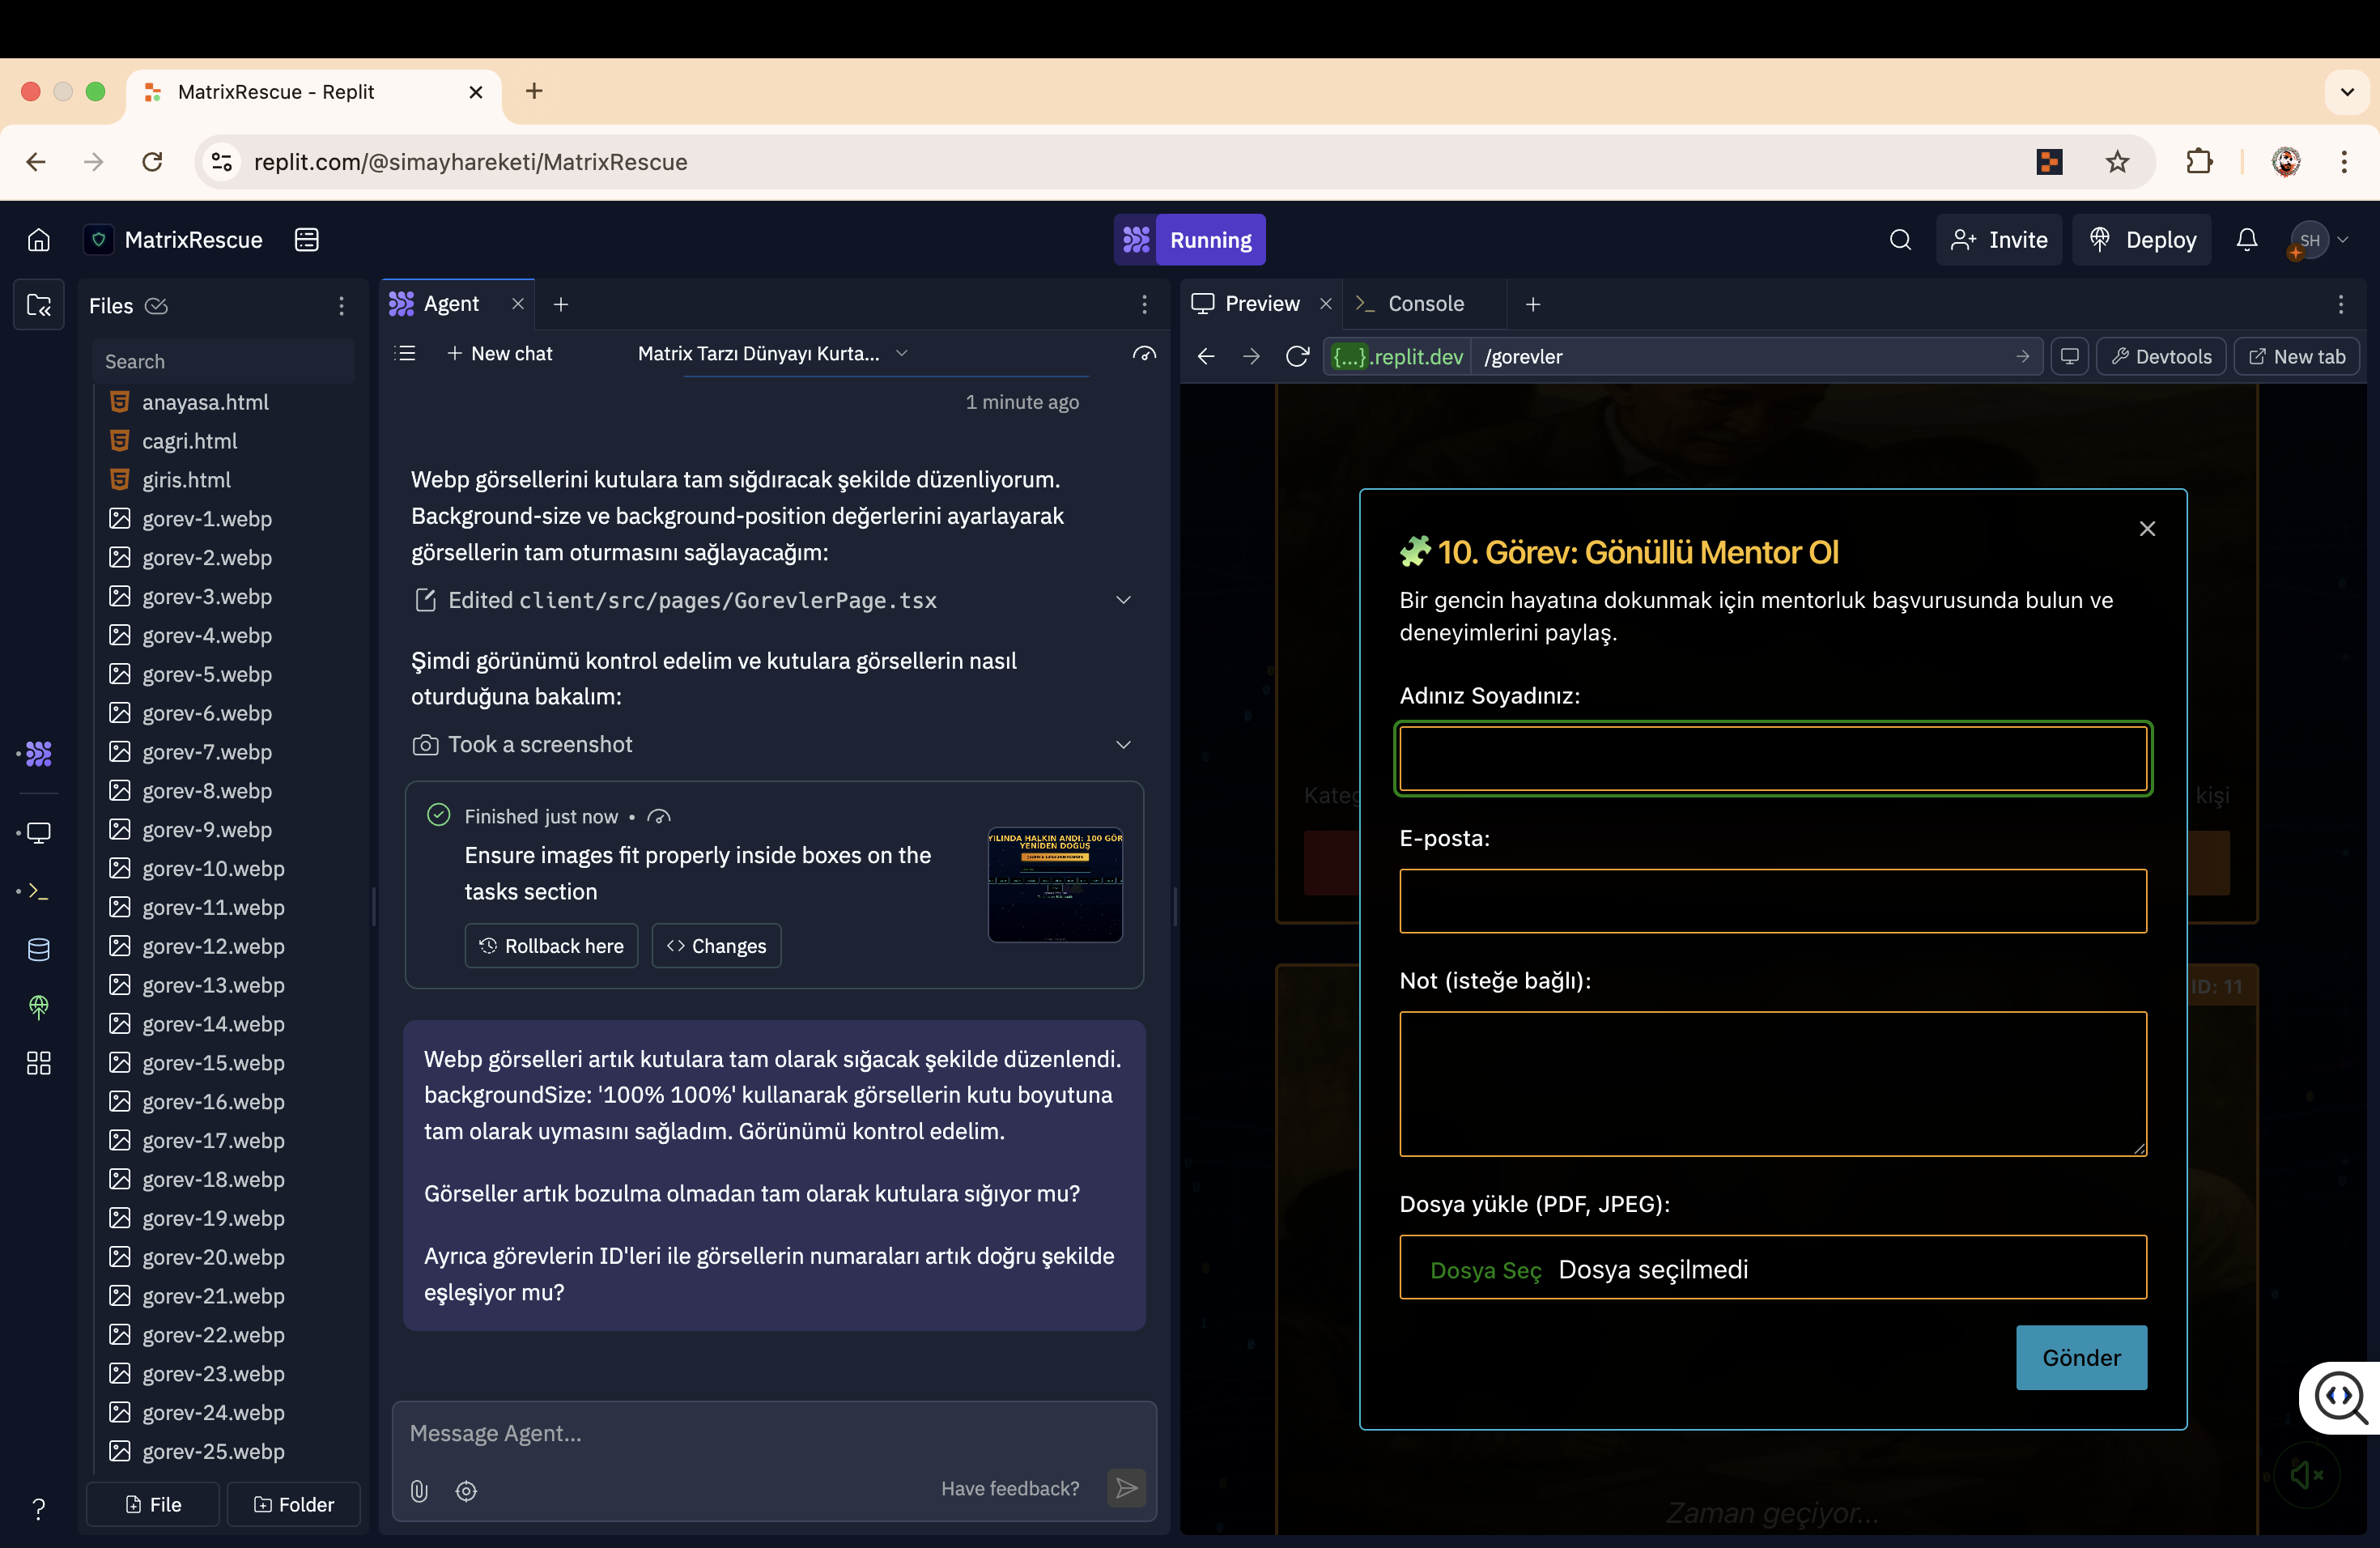 MatrixRescue - Replit
replit.com/@simayhareketi/MatrixRescue
MatrixRescue
Running
Invite
Deploy
SH
Files
Search
anayasa.html
cagri.html
giris.html
gorev-1.webp
gorev-2.webp
gorev-3.webp
gorev-4.webp
gorev-5.webp
gorev-6.webp
gorev-7.webp
gorev-8.webp
gorev-9.webp
gorev-10.webp
gorev-11.webp
gorev-12.webp
gorev-13.webp
gorev-14.webp
gorev-15.webp
gorev-16.webp
gorev-17.webp
gorev-18.webp
gorev-19.webp
gorev-20.webp
gorev-21.webp
gorev-22.webp
gorev-23.webp
gorev-24.webp
gorev-25.webp
File
Folder
Agent
New chat
Matrix Tarzı Dünyayı Kurta...
1 minute ago
Webp görsellerini kutulara tam sığdıracak şekilde düzenliyorum.
Background-size ve background-position değerlerini ayarlayarak
görsellerin tam oturmasını sağlayacağım:
Edited client/src/pages/GorevlerPage.tsx
Şimdi görünümü kontrol edelim ve kutulara görsellerin nasıl
oturduğuna bakalım:
Took a screenshot
Finished just now •
Ensure images fit properly inside boxes on the
tasks section
YILINDA HALKIN ANDI: 100 GÖR
YENİDEN DOĞUŞ
Rollback here
Changes
Webp görselleri artık kutulara tam olarak sığacak şekilde düzenlendi.
backgroundSize: '100% 100%' kullanarak görsellerin kutu boyutuna
tam olarak uymasını sağladım. Görünümü kontrol edelim.
Görseller artık bozulma olmadan tam olarak kutulara sığıyor mu?
Ayrıca görevlerin ID'leri ile görsellerin numaraları artık doğru şekilde
eşleşiyor mu?
Message Agent...
Have feedback?
Preview
Console
{...}.replit.dev
/gorevler
Devtools
New tab
10. Görev: Gönüllü Mentor Ol
Bir gencin hayatına dokunmak için mentorluk başvurusunda bulun ve
deneyimlerini paylaş.
Adınız Soyadınız:
Kateg
kişi
E-posta:
Not (isteğe bağlı):
ID: 11
Dosya yükle (PDF, JPEG):
Dosya Seç Dosya seçilmedi
Gönder
Zaman geçiyor...